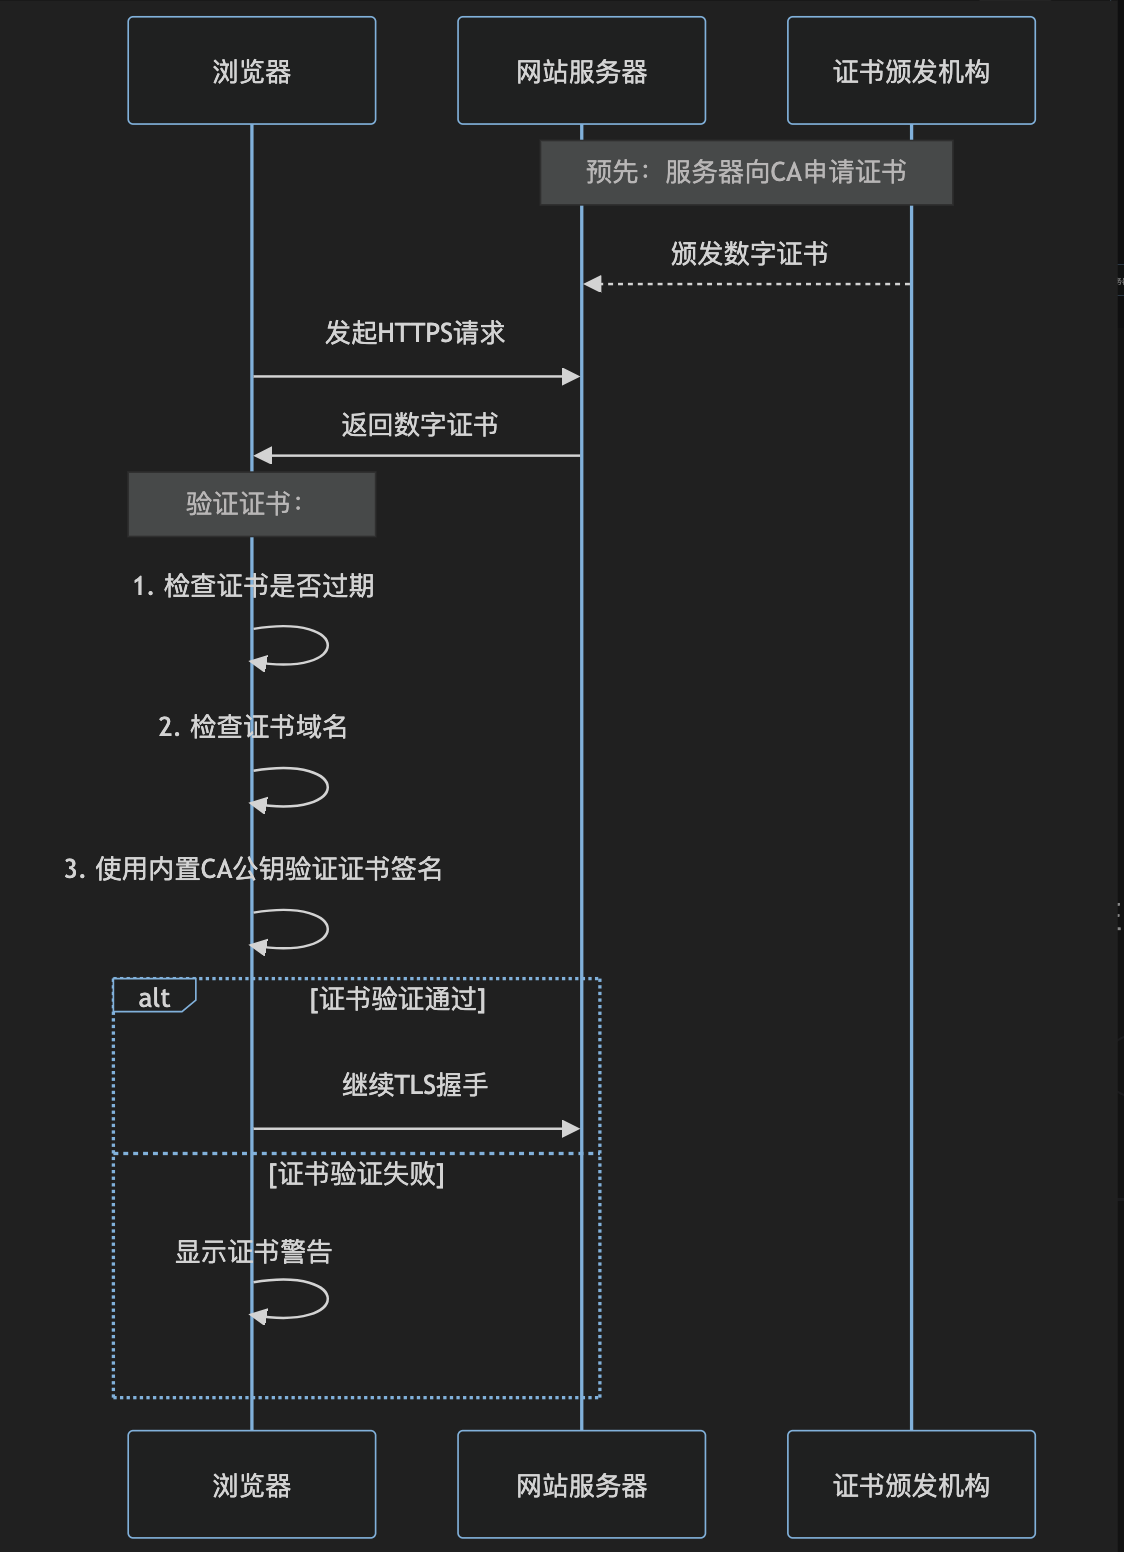 浏览器
网站服务器
证书颁发机构
预先：服务器向CA申请证书
颁发数字证书
发起HTTPS请求
返回数字证书
验证证书：
1. 检查证书是否过期
2. 检查证书域名
3. 使用内置CA公钥验证证书签名
alt
[证书验证通过]
继续TLS握手
[证书验证失败]
显示证书警告
浏览器
网站服务器
证书颁发机构